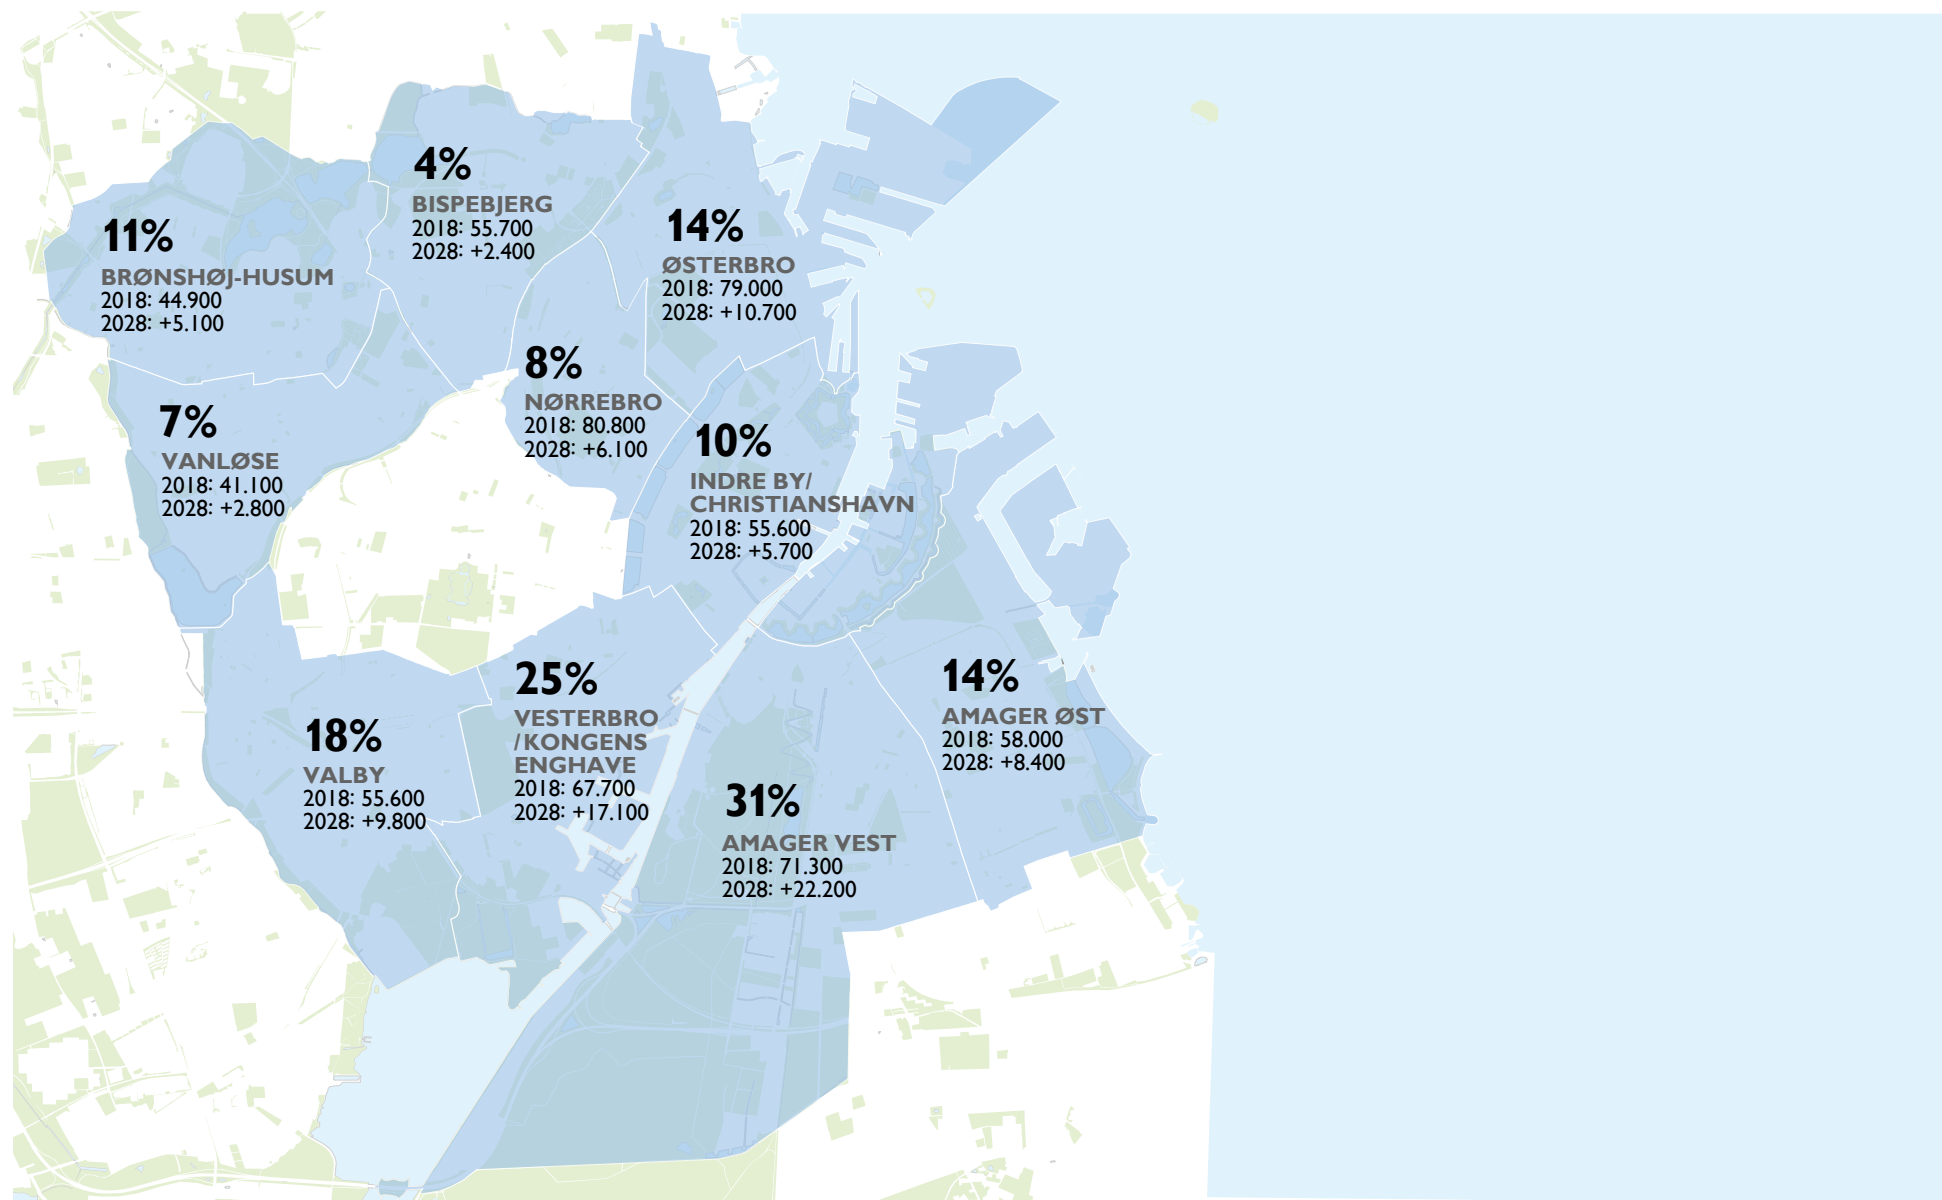 4%
BISPEBJERG
2018: 55.700
2028: +2.400
11%
BRØNSHØJ-HUSUM
2018: 44.900
2028: +5.100
14%
ØSTERBRO
2018: 79.000
2028: +10.700
8%
NØRREBRO
2018: 80.800
2028: +6.100
7%
VANLØSE
2018: 41.100
2028: +2.800
10%
INDRE BY/
CHRISTIANSHAVN
2018: 55.600
2028: +5.700
25%
VESTERBRO
/KONGENS
ENGHAVE
2018: 67.700
2028: +17.100
14%
AMAGER ØST
2018: 58.000
2028: +8.400
18%
VALBY
2018: 55.600
2028: +9.800
31%
AMAGER VEST
2018: 71.300
2028: +22.200